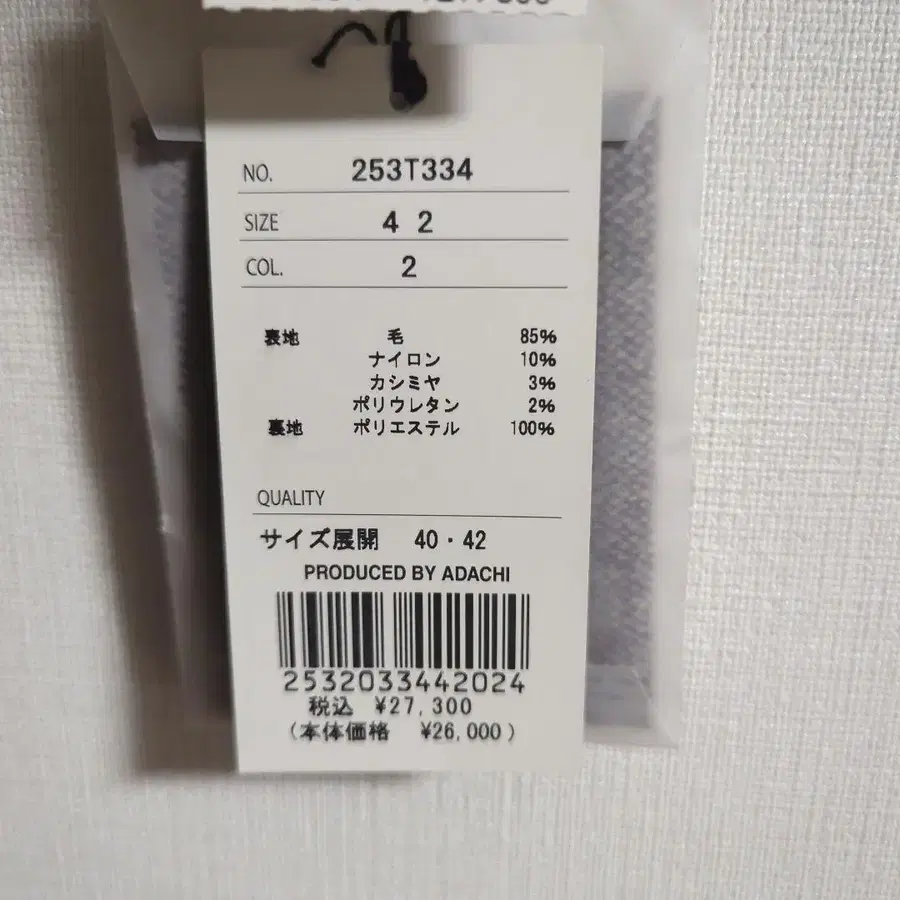 NO. 253T334
SIZE 4 2
COL. 2
表地 毛 85%
ナイロン 10%
カシミヤ 3%
ポリウレタン 2%
裏地 ポリエステル 100%
QUALITY
サイズ展開 40・42
PRODUCED BY ADACHI
2532033442024
税込 ¥27,300
(本体価格 ¥26,000)